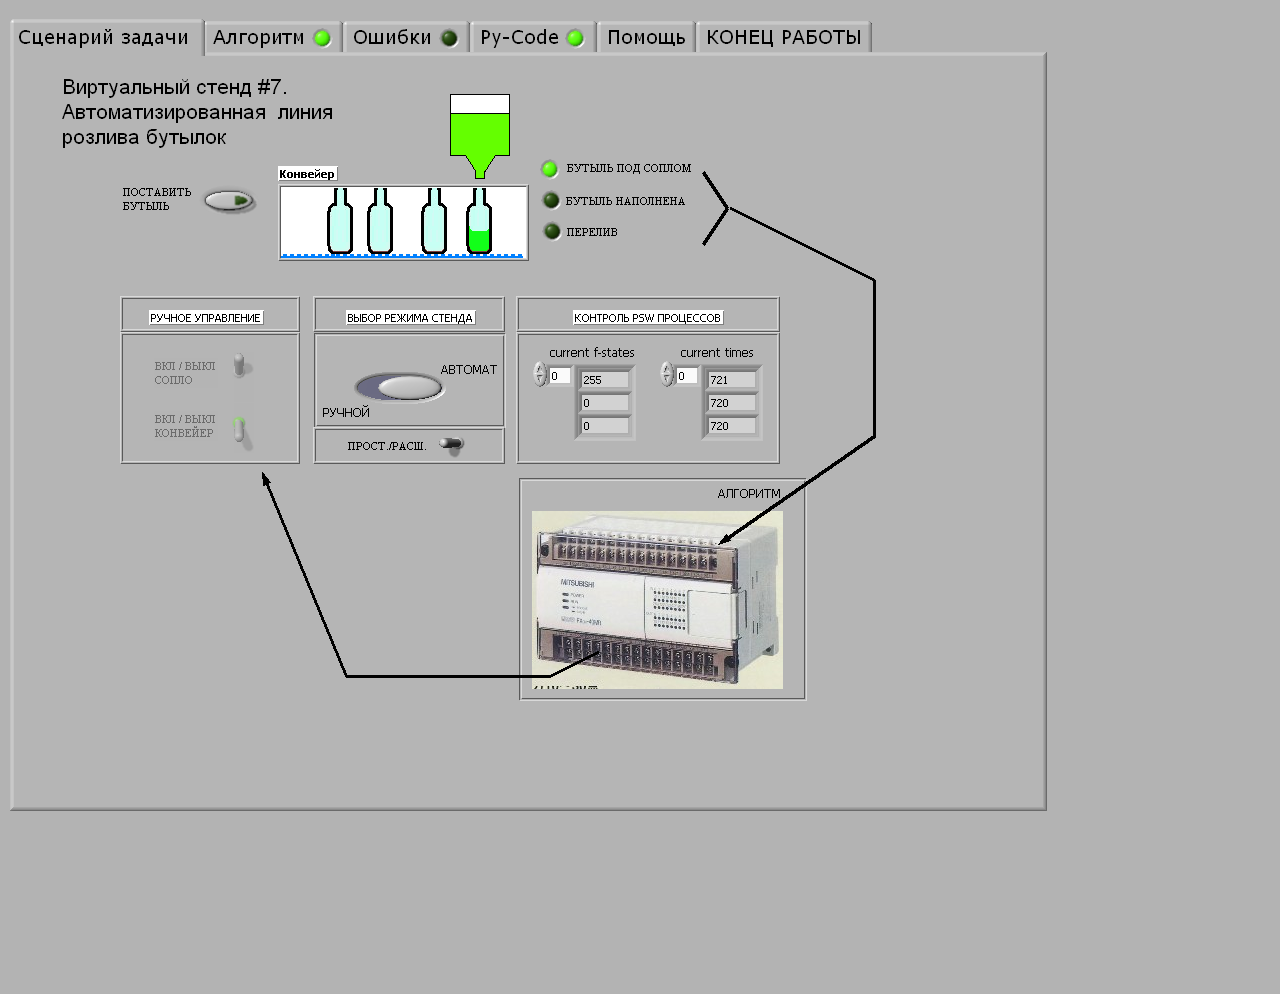 Сценарий задачи
Алгоритм
Ошибки
Py-Code
Помощь
КОНЕЦ РАБОТЫ
Виртуальный стенд #7.
Автоматизированная линия
розлива бутылок
ПОСТАВИТЬ
БУТЫЛЬ
Конвейер
БУТЫЛЬ ПОД СОПЛОМ
БУТЫЛЬ НАПОЛНЕНА
ПЕРЕЛИВ
РУЧНОЕ УПРАВЛЕНИЕ
ВКЛ / ВЫКЛ
СОПЛО
ВКЛ / ВЫКЛ
КОНВЕЙЕР
ВЫБОР РЕЖИМА СТЕНДА
АВТОМАТ
РУЧНОЙ
ПРОСТ./РАСШ.
КОНТРОЛЬ PSW ПРОЦЕССОВ
current f-states
0
255
0
0
current times
0
721
720
720
АЛГОРИТМ
MITSUBISHI
POWER